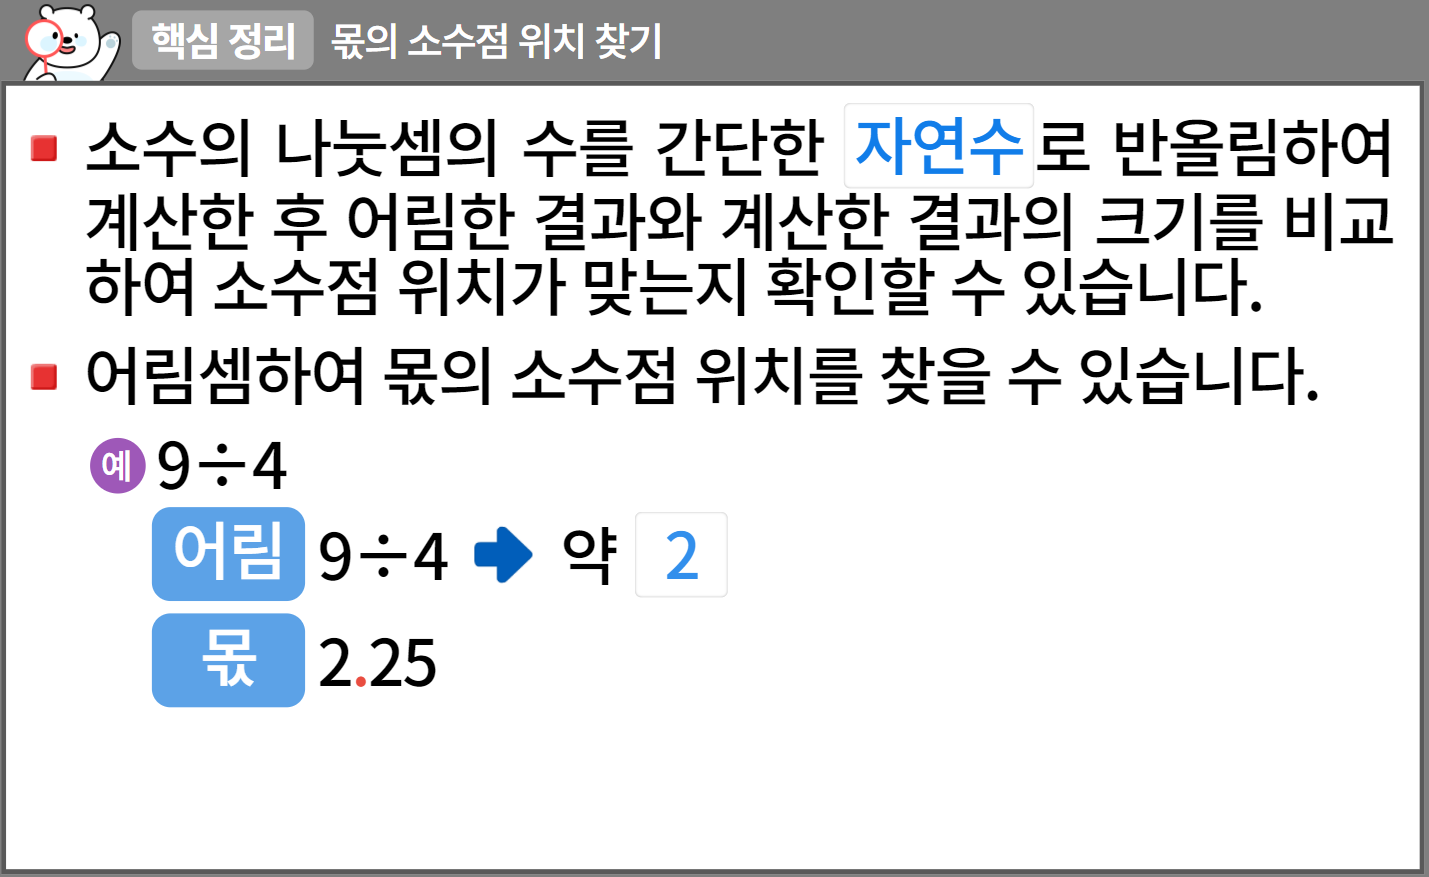 핵심 정리 몫의 소수점 위치 찾기
소수의 나눗셈의 수를 간단한 자연수로 반올림하여
계산한 후 어림한 결과와 계산한 결과의 크기를 비교
하여 소수점 위치가 맞는지 확인할 수 있습니다.
어림셈하여 몫의 소수점 위치를 찾을 수 있습니다.
예 9÷4
어림 9÷4 ➡ 약 2
몫 2.25